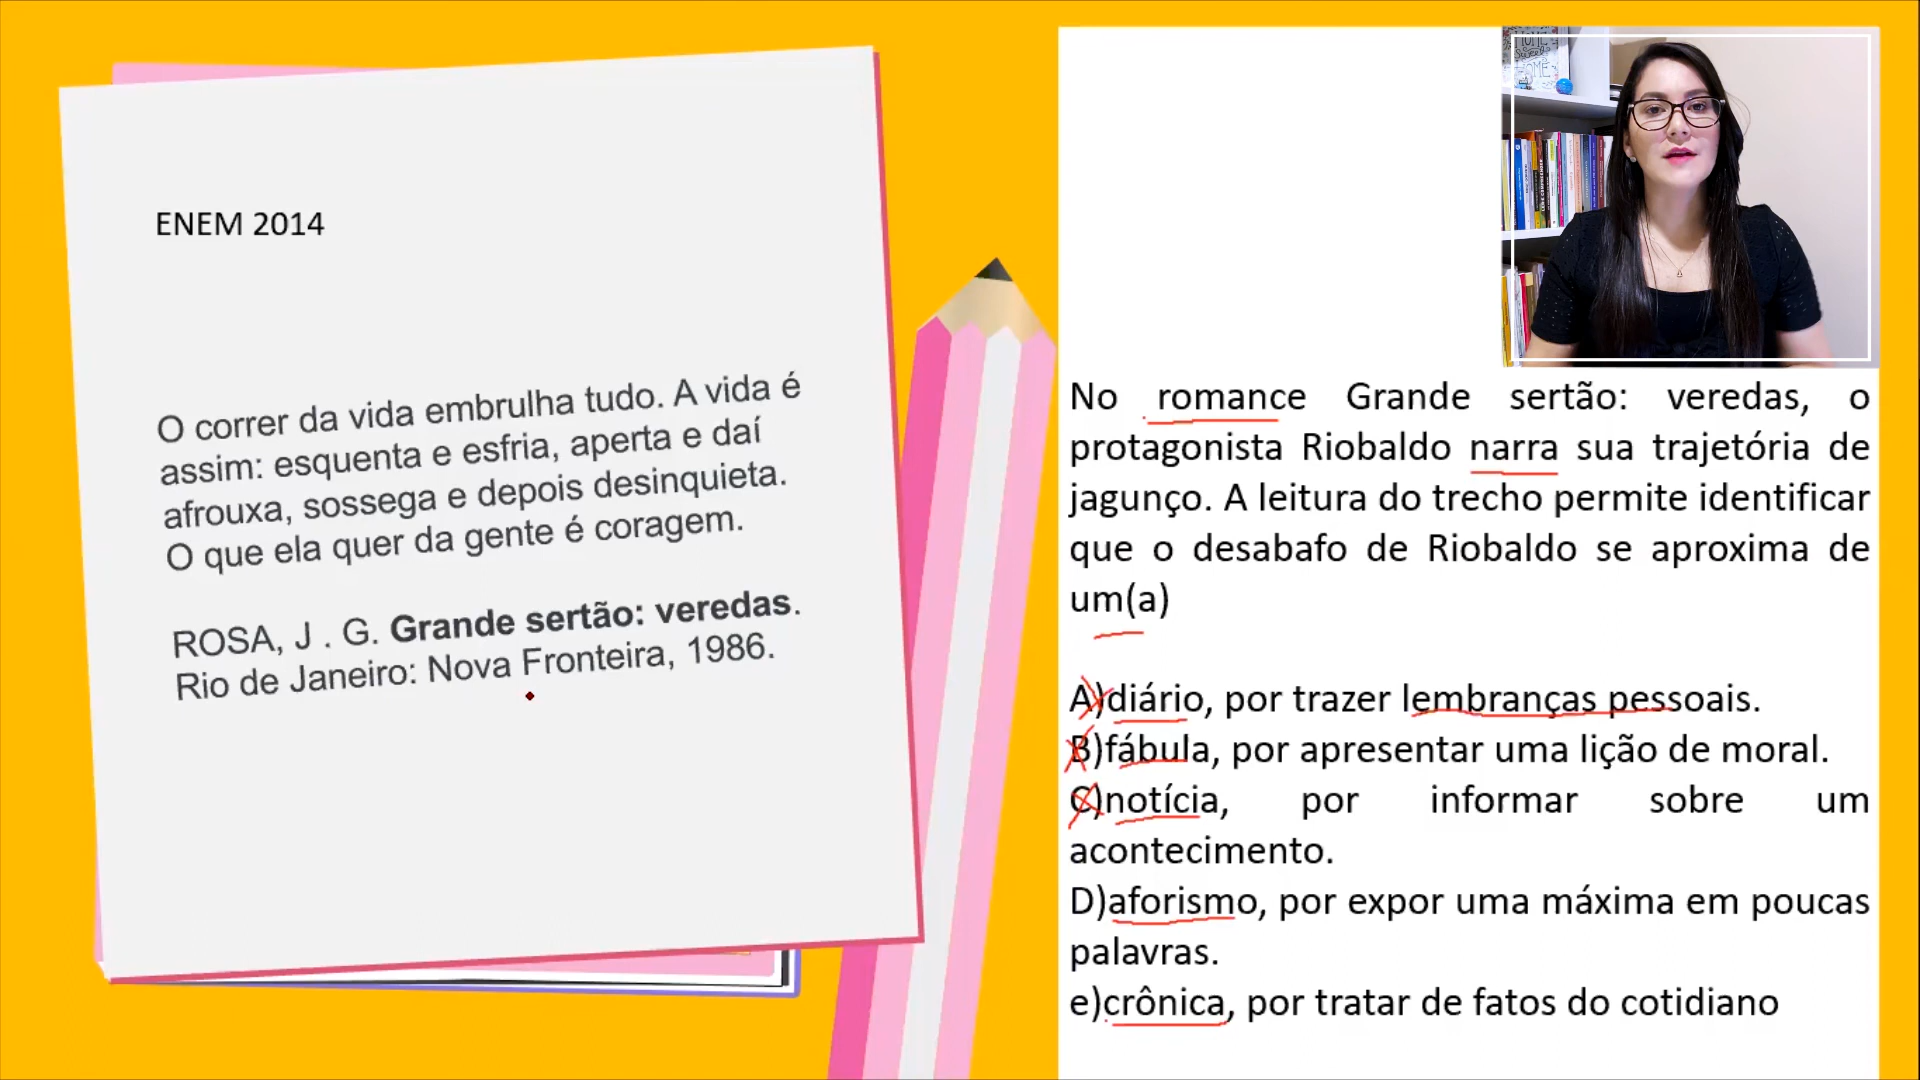 ENEM 2014
O correr da vida embrulha tudo. A vida é
assim: esquenta e esfria, aperta e daí
afrouxa, sossega e depois desinquieta.
O que ela quer da gente é coragem.
ROSA, J . G. Grande sertão: veredas.
Rio de Janeiro: Nova Fronteira, 1986.
HOME
SWEET
HOME
No romance Grande sertão: veredas, o
protagonista Riobaldo narra sua trajetória de
jagunço. A leitura do trecho permite identificar
que o desabafo de Riobaldo se aproxima de
um(a)
A)diário, por trazer lembranças pessoais.
B)fábula, por apresentar uma lição de moral.
C)notícia, por informar sobre um
acontecimento.
D)aforismo, por expor uma máxima em poucas
palavras.
e)crônica, por tratar de fatos do cotidiano